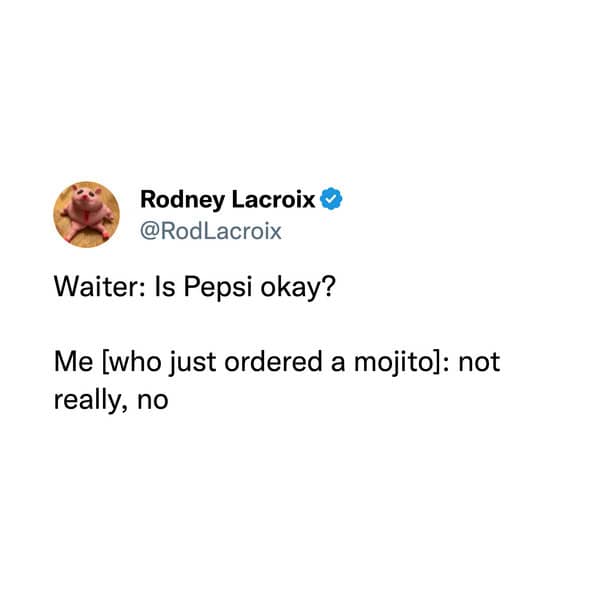 Rodney Lacroix
@RodLacroix
Waiter: Is Pepsi okay?
Me [who just ordered a mojito]: not
really, no